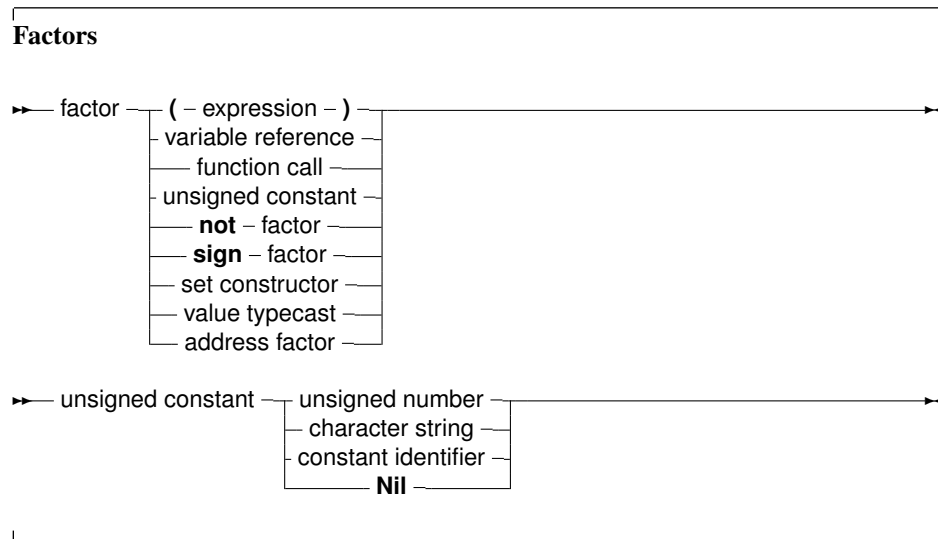 Factors
factor ( expression )
variable reference
function call
unsigned constant
not factor
sign factor
set constructor
value typecast
address factor
unsigned constant unsigned number
character string
constant identifier
Nil